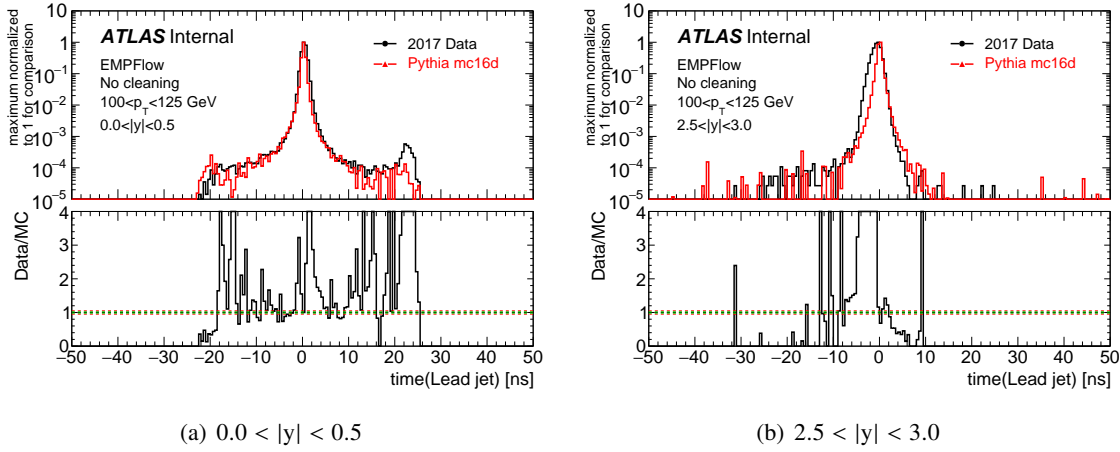 maximum normalized
to 1 for comparison
1
10⁻¹
10⁻²
10⁻³
10⁻⁴
10⁻⁵
ATLAS Internal
EMPFlow
No cleaning
100<p_T<125 GeV
0.0<|y|<0.5
2017 Data
Pythia mc16d
Data/MC
4
3
2
1
0
−50 −40 −30 −20 −10 0 10 20 30 40 50
time(Lead jet) [ns]
(a) 0.0 < |y| < 0.5
maximum normalized
to 1 for comparison
1
10⁻¹
10⁻²
10⁻³
10⁻⁴
10⁻⁵
ATLAS Internal
EMPFlow
No cleaning
100<p_T<125 GeV
2.5<|y|<3.0
2017 Data
Pythia mc16d
Data/MC
4
3
2
1
0
−50 −40 −30 −20 −10 0 10 20 30 40 50
time(Lead jet) [ns]
(b) 2.5 < |y| < 3.0